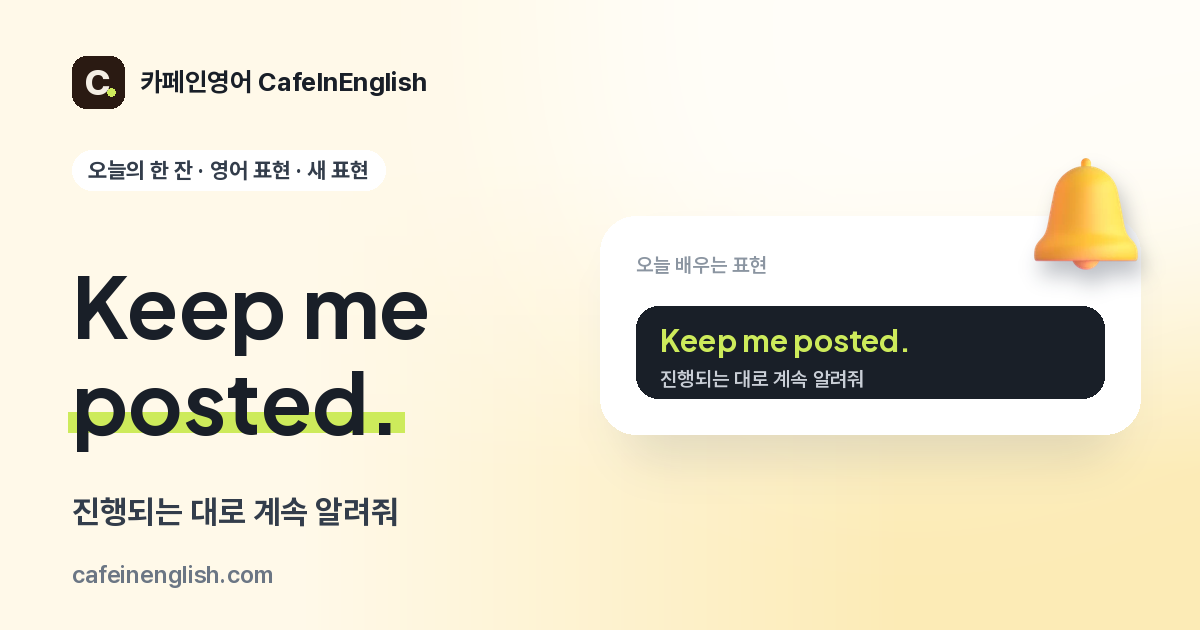 C
카페인영어 CafeInEnglish
오늘의 한 잔 · 영어 표현 · 새 표현
Keep me
posted.
진행되는 대로 계속 알려줘
cafeinenglish.com
오늘 배우는 표현
Keep me posted.
진행되는 대로 계속 알려줘